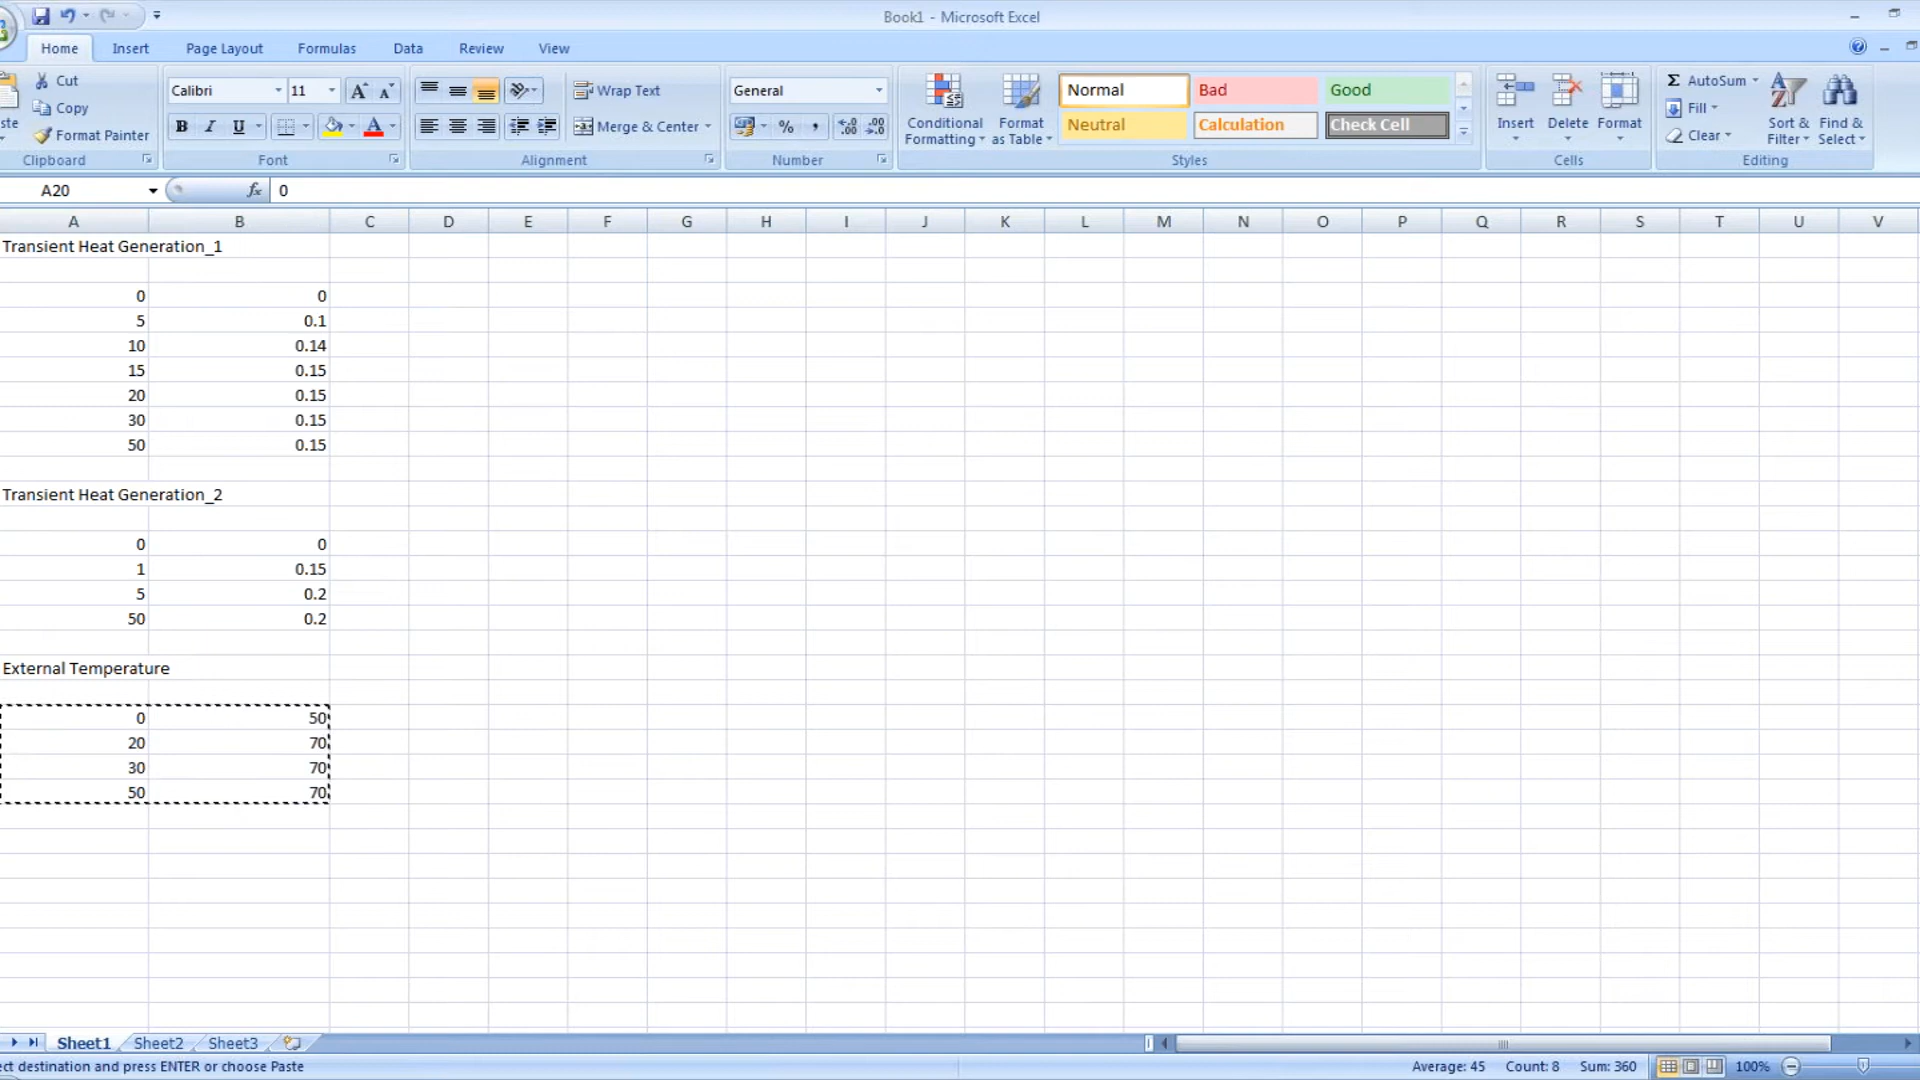 Book1 - Microsoft Excel
Home Insert Page Layout Formulas Data Review View
Cut
Copy
Format Painter
Clipboard
Calibri 11
B I U A
Font
Wrap Text
Merge & Center
Alignment
General
% ,
Number
Conditional Formatting
Format as Table
Normal Bad Good
Neutral Calculation Check Cell
Styles
Insert Delete Format
Cells
Σ AutoSum
Fill
Clear
Sort & Filter
Find & Select
Editing
A20 fx 0
A B C D E F G H I J K L M N O P Q R S T U V
Transient Heat Generation_1
0 0
5 0.1
10 0.14
15 0.15
20 0.15
30 0.15
50 0.15
Transient Heat Generation_2
0 0
1 0.15
5 0.2
50 0.2
External Temperature
0 50
20 70
30 70
50 70
Sheet1 Sheet2 Sheet3
destination and press ENTER or choose Paste
Average: 45 Count: 8 Sum: 360 100%